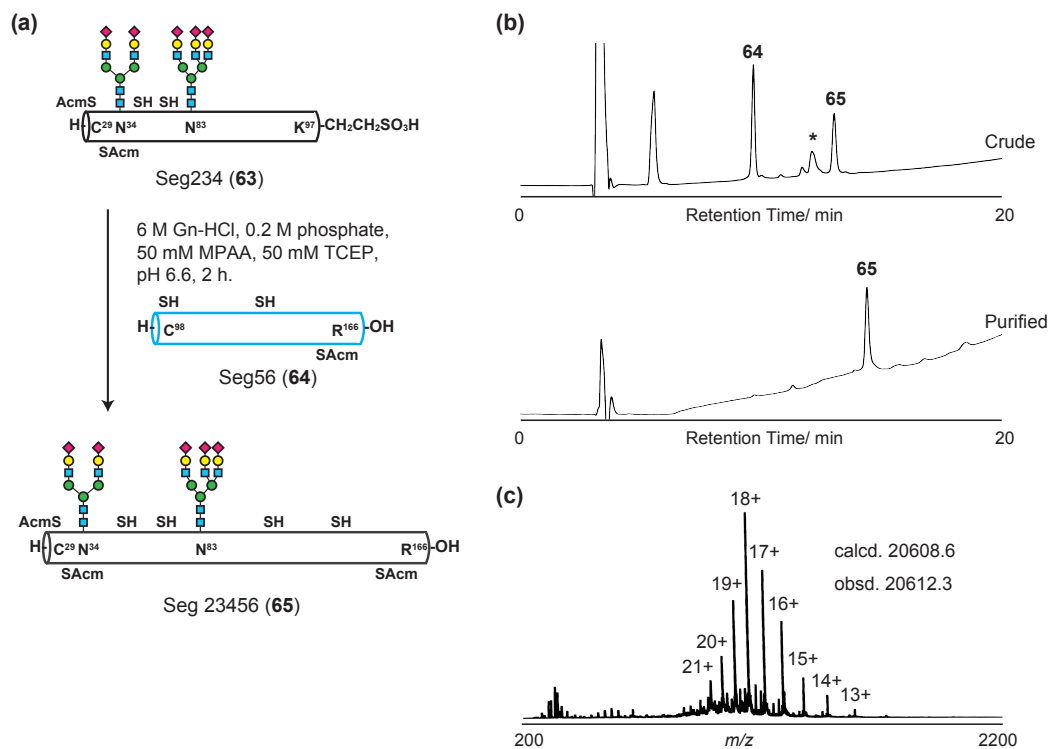 (a)
AcmS
SH SH
H- C²⁹ N³⁴ N⁸³ K⁹⁷ -CH₂CH₂SO₃H
SAcm
Seg234 (63)
6 M Gn-HCl, 0.2 M phosphate,
50 mM MPAA, 50 mM TCEP,
pH 6.6, 2 h.
SH SH
H- C⁹⁸ R¹⁶⁶ -OH
SAcm
Seg56 (64)
AcmS SH SH SH SH
H- C²⁹ N³⁴ N⁸³ R¹⁶⁶ -OH
SAcm SAcm
Seg 23456 (65)
(b)
64
65
*
Crude
0 20
Retention Time/ min
65
Purified
0 20
Retention Time/ min
(c)
18+
17+
19+
16+
20+
15+
21+
14+
13+
calcd. 20608.6
obsd. 20612.3
200 m/z 2200